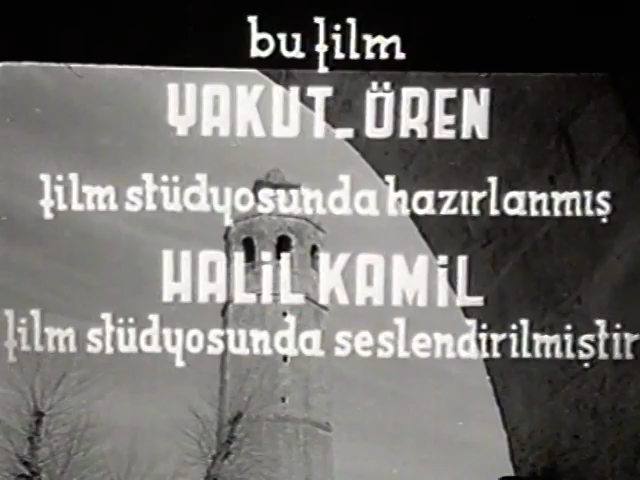 bu film
YAKUT_ÖREN
film stüdyosunda hazırlanmış
HALİL KAMİL
film stüdyosunda seslendirilmiştir